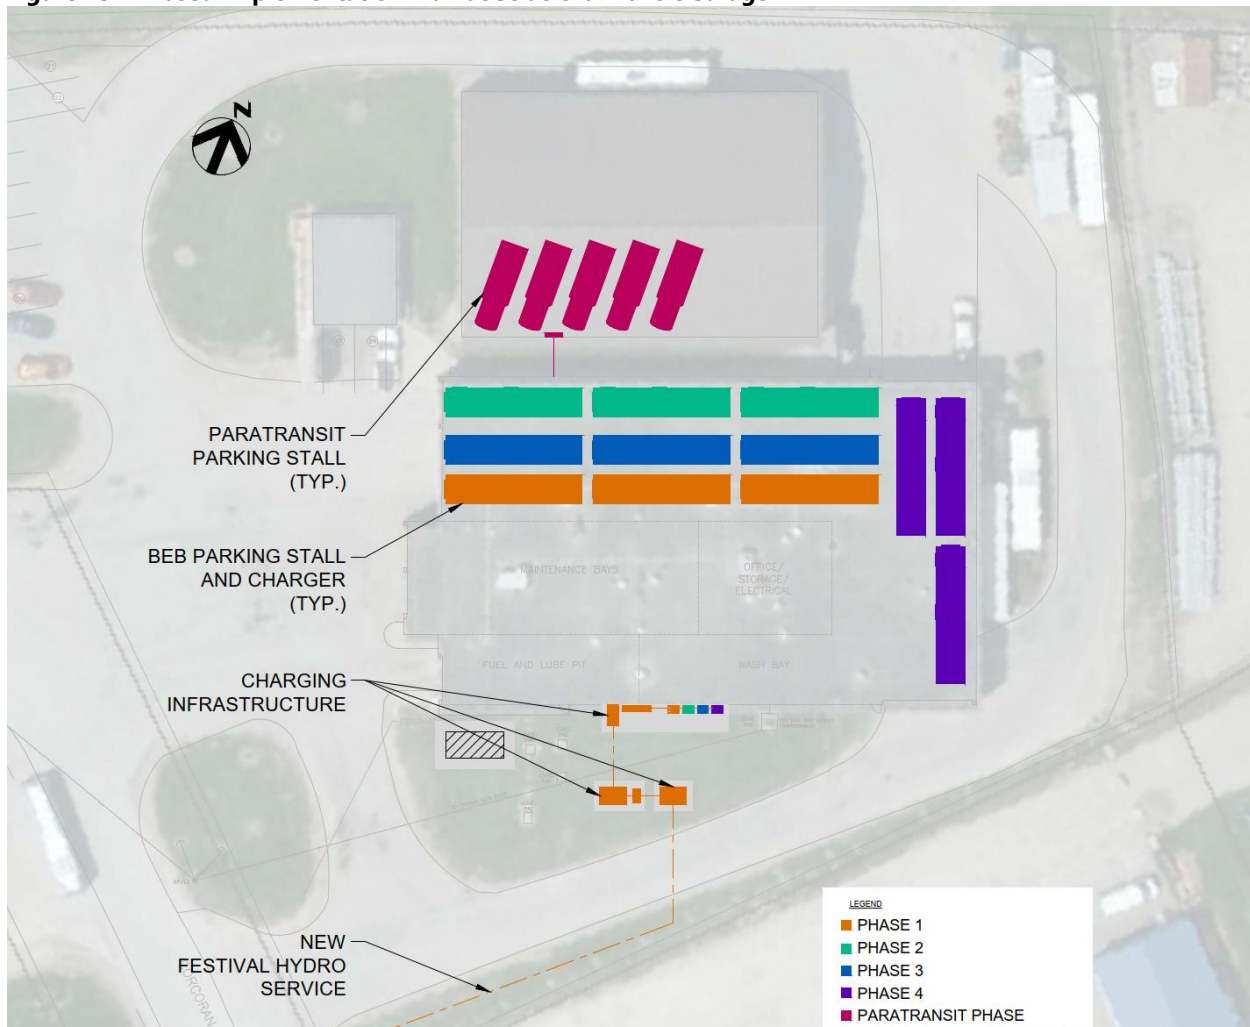 N
PARATRANSIT
PARKING STALL
(TYP.)
BEB PARKING STALL
AND CHARGER
(TYP.)
MAINTENANCE BAYS
OFFICE/
STORAGE/
ELECTRICAL
FUEL AND LUBE PIT
WASH BAY
CHARGING
INFRASTRUCTURE
NEW
FESTIVAL HYDRO
SERVICE
LEGEND
PHASE 1
PHASE 2
PHASE 3
PHASE 4
PARATRANSIT PHASE